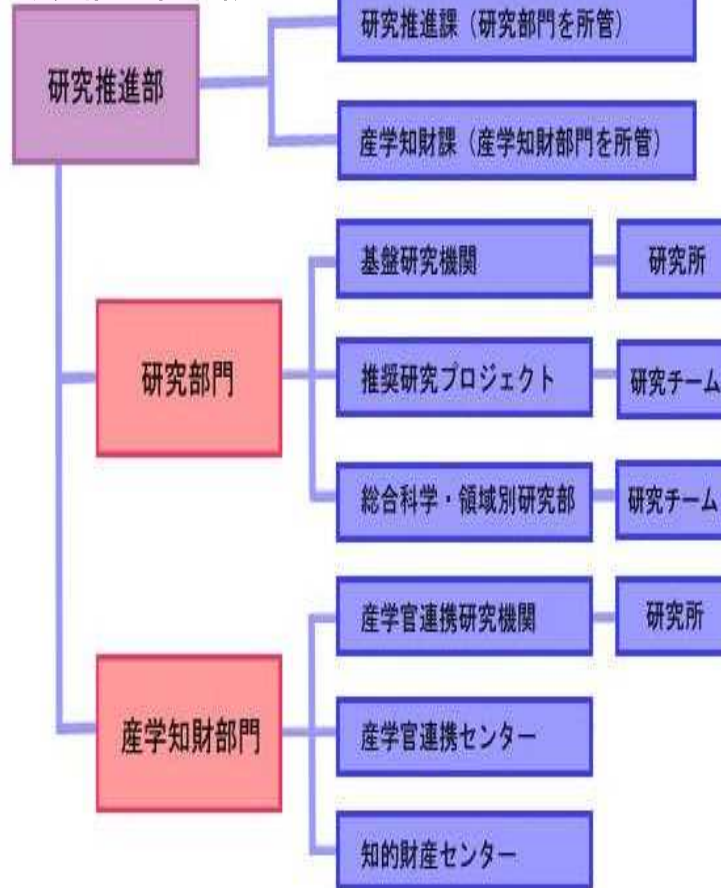 研究推進課（研究部門を所管）
研究推進部
産学知財課（産学知財部門を所管）
基盤研究機関
研究所
研究部門
推奨研究プロジェクト
研究チーム
総合科学・領域別研究部
研究チーム
産学官連携研究機関
研究所
産学知財部門
産学官連携センター
知的財産センター